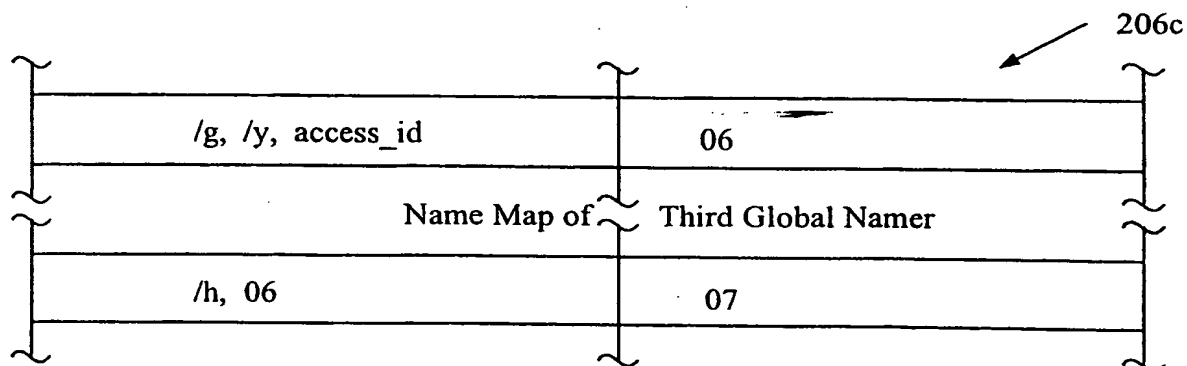 206c
/g, /y, access_id 06
Name Map of Third Global Namer
/h, 06 07